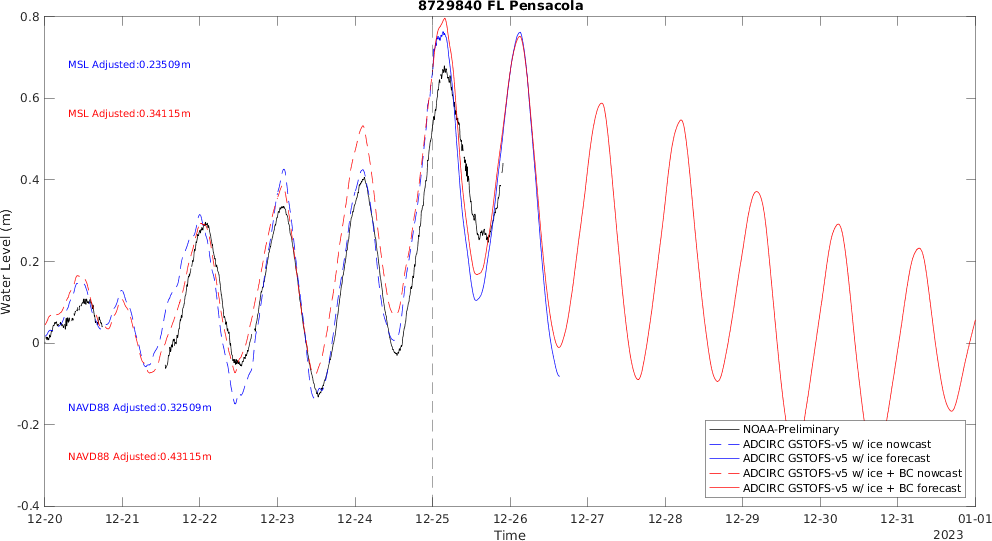 8729840 FL Pensacola
0.8
MSL Adjusted:0.23509m
0.6
MSL Adjusted:0.34115m
0.4
Water Level (m)
0.2
0
NAVD88 Adjusted:0.32509m
-0.2
NAVD88 Adjusted:0.43115m
-0.4
NOAA-Preliminary
ADCIRC GSTOFS-v5 w/ ice nowcast
ADCIRC GSTOFS-v5 w/ ice forecast
ADCIRC GSTOFS-v5 w/ ice + BC nowcast
ADCIRC GSTOFS-v5 w/ ice + BC forecast
12-20 12-21 12-22 12-23 12-24 12-25 12-26 12-27 12-28 12-29 12-30 12-31 01-01
Time
2023